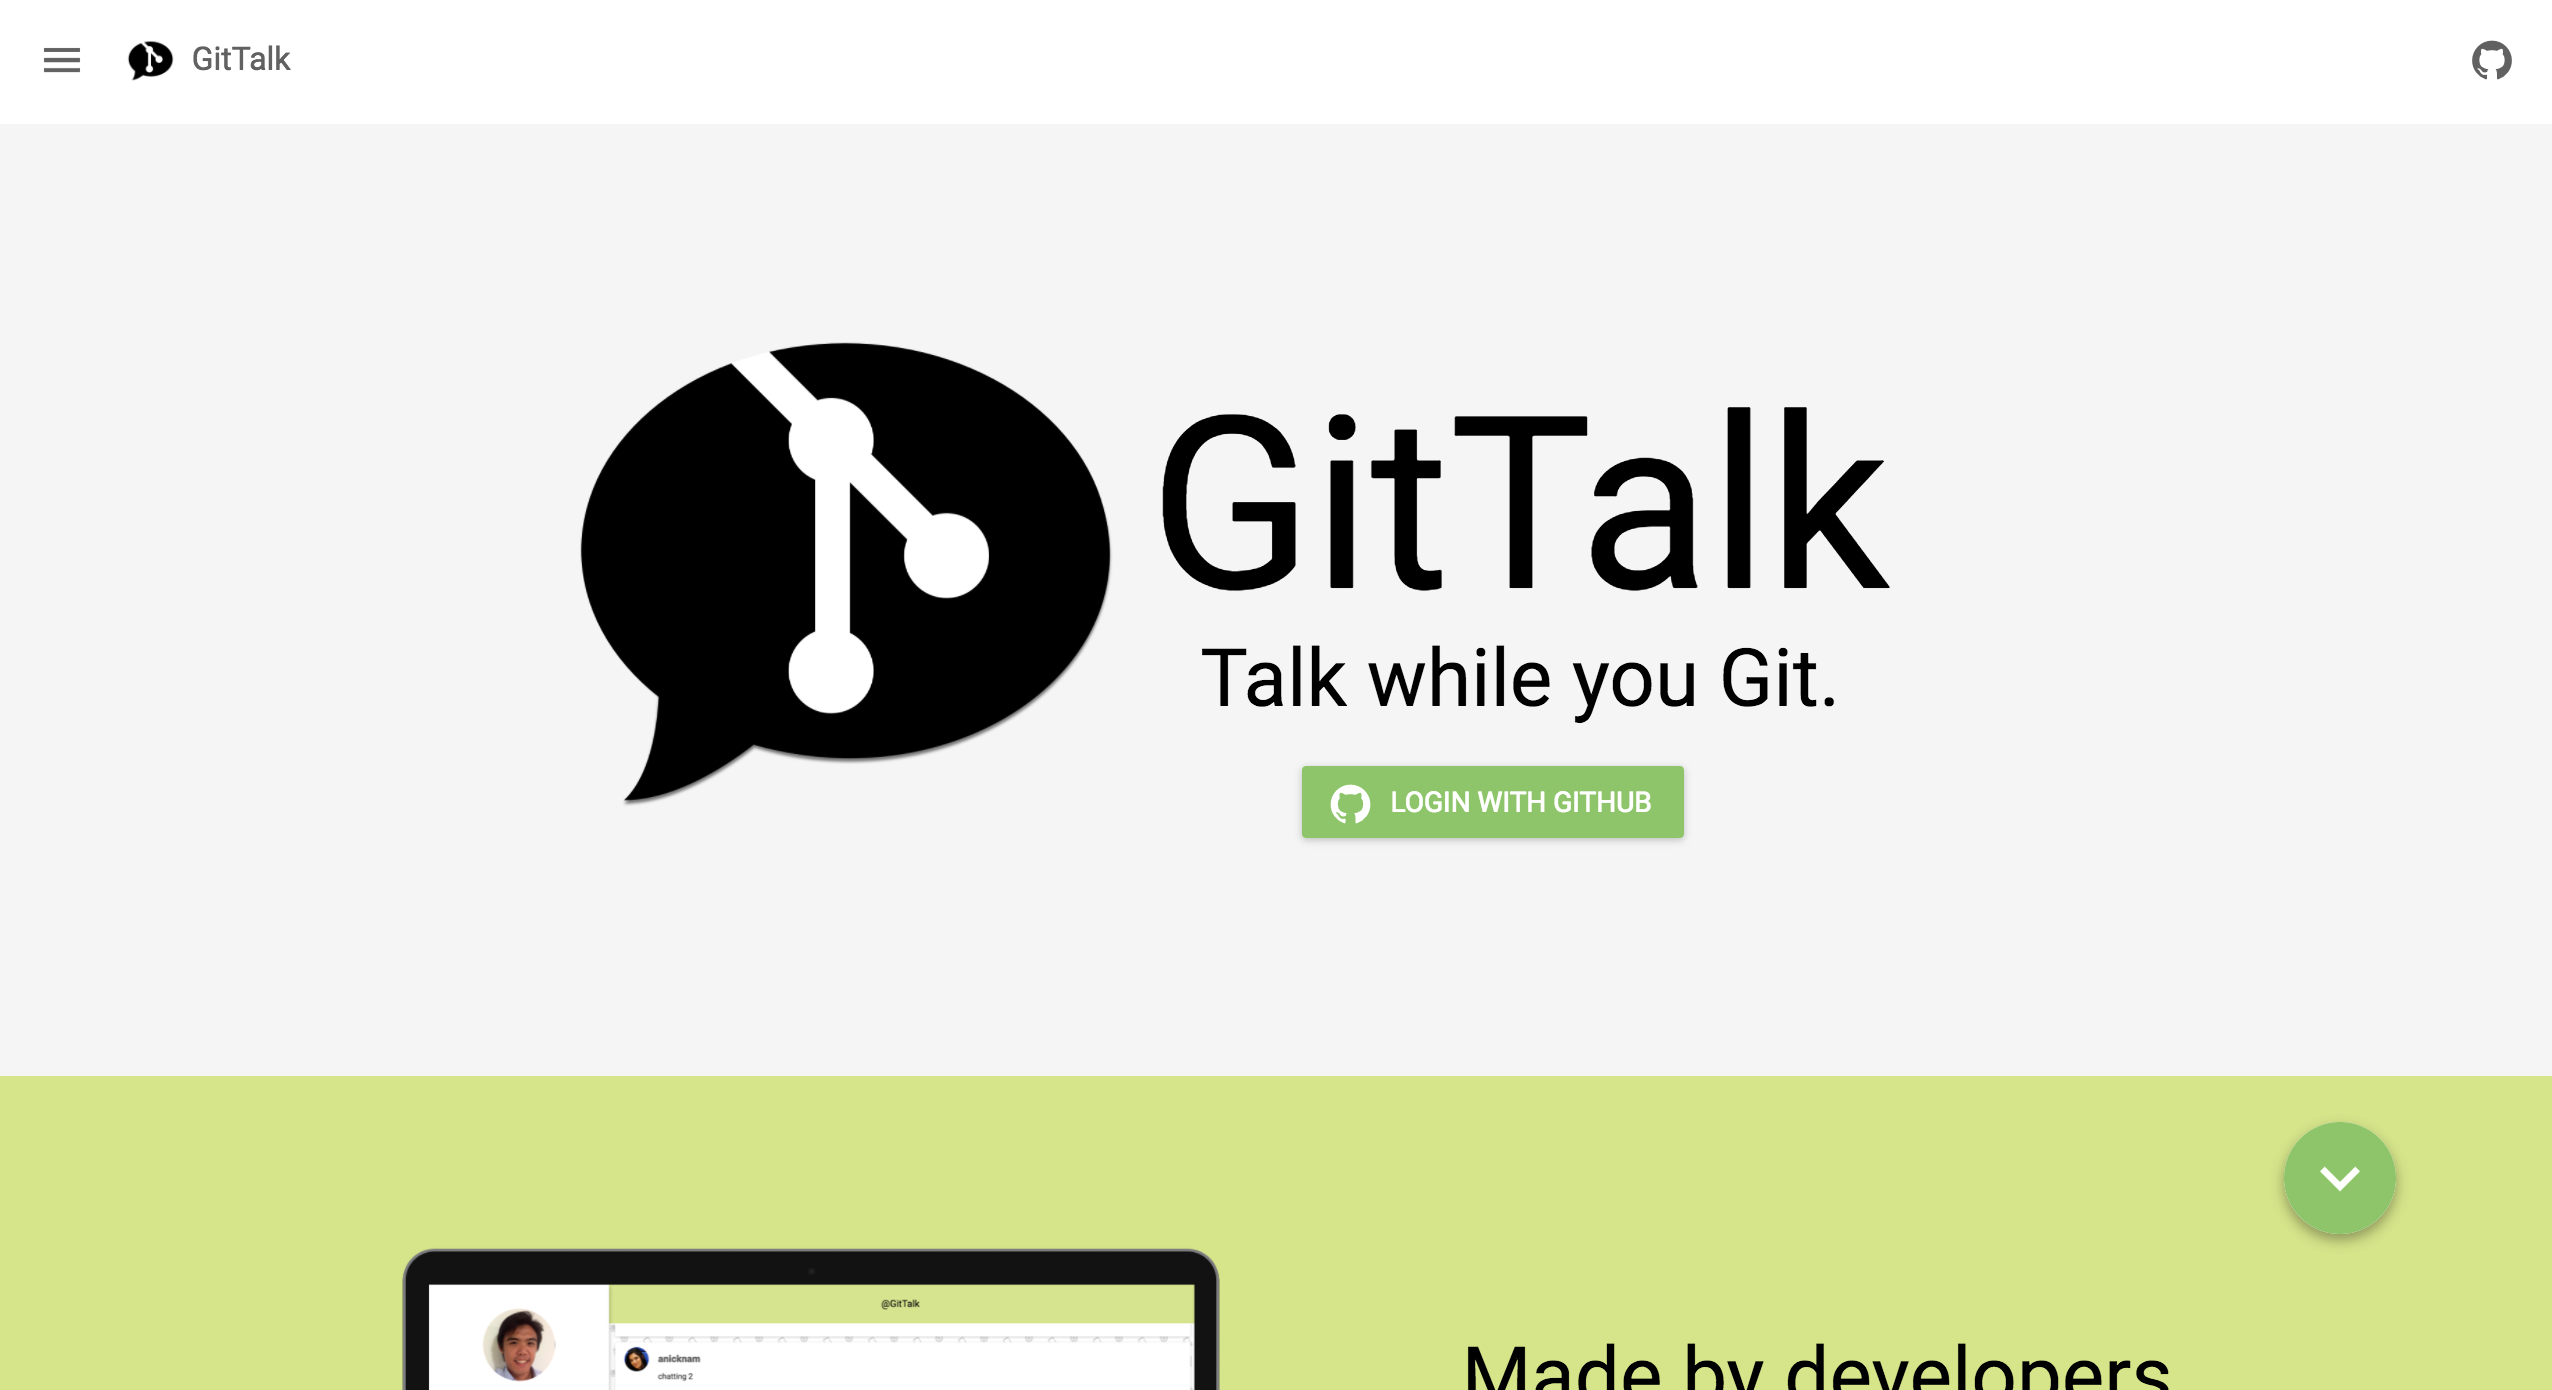 GitTalk
GitTalk
Talk while you Git.
LOGIN WITH GITHUB
@GitTalk
anicknam
chatting 2
Made by developers